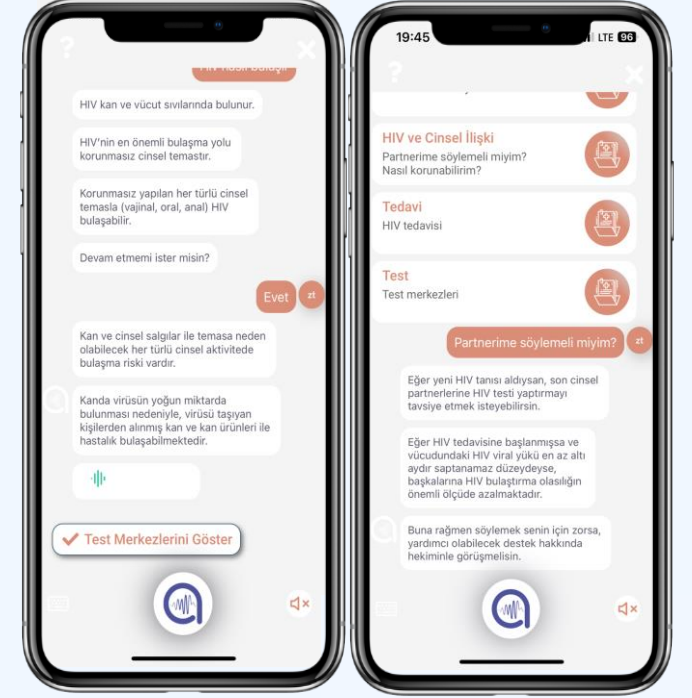 HIV kan ve vücut sıvılarında bulunur.
HIV'nin en önemli bulaşma yolu
korunmasız cinsel temastır.
Korunmasız yapılan her türlü cinsel
temasla (vajinal, oral, anal) HIV
bulaşabilir.
Devam etmemi ister misin?
Evet
zt
Kan ve cinsel salgılar ile temasa neden
olabilecek her türlü cinsel aktivitede
bulaşma riski vardır.
Kanda virüsün yoğun miktarda
bulunması nedeniyle, virüsü taşıyan
kişilerden alınmış kan ve kan ürünleri ile
hastalık bulaşabilmektedir.
Test Merkezlerini Göster
19:45
LTE 96
HIV ve Cinsel İlişki
Partnerime söylemeli miyim?
Nasıl korunabilirim?
Tedavi
HIV tedavisi
Test
Test merkezleri
Partnerime söylemeli miyim?
zt
Eğer yeni HIV tanısı aldıysan, son cinsel
partnerlerine HIV testi yaptırmayı
tavsiye etmek isteyebilirsin.
Eğer HIV tedavisine başlanmışsa ve
vücudundaki HIV viral yükü en az altı
aydır saptanamaz düzeydeyse,
başkalarına HIV bulaştırma olasılığın
önemli ölçüde azalmaktadır.
Buna rağmen söylemek senin için zorsa,
yardımcı olabilecek destek hakkında
hekiminle görüşmelisin.